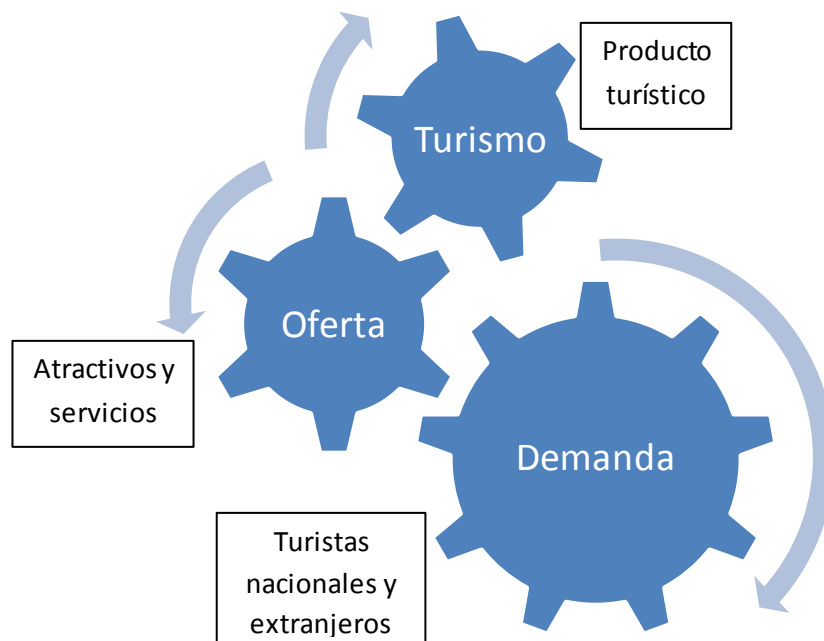 Producto
turístico
Turismo
Oferta
Atractivos y
servicios
Demanda
Turistas
nacionales y
extranjeros